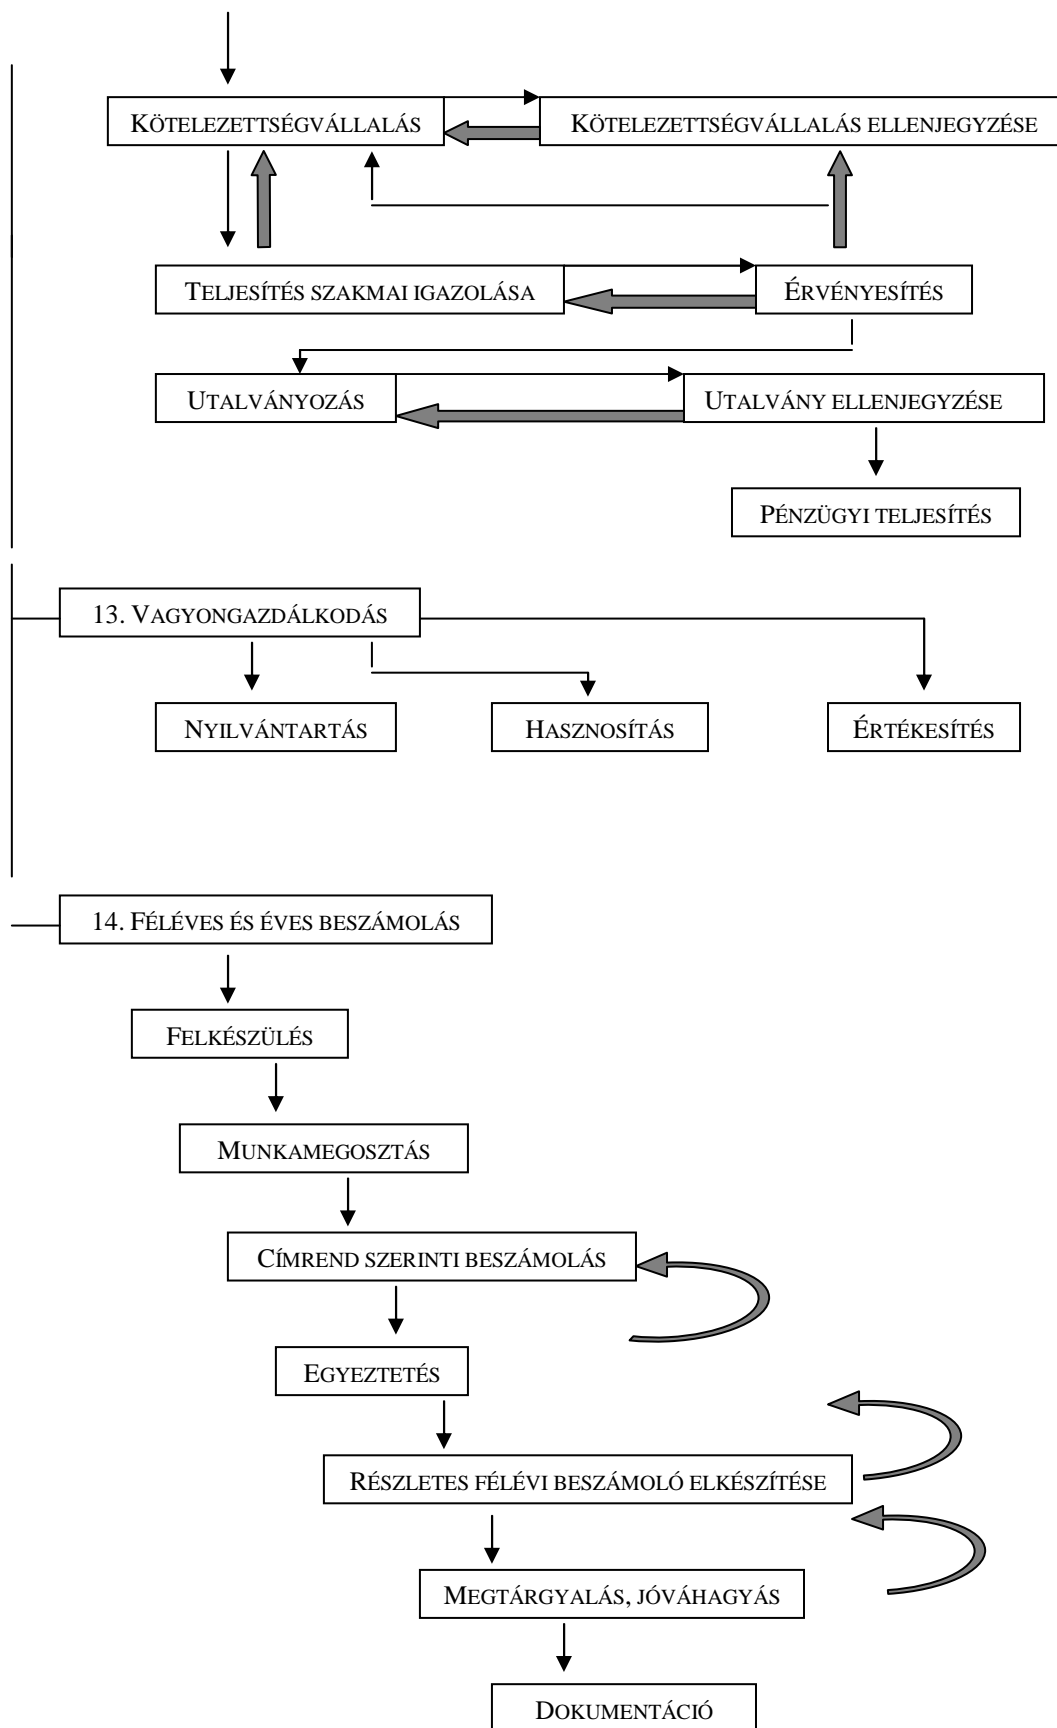 KÖTELEZETTSÉGVÁLLALÁS
KÖTELEZETTSÉGVÁLLALÁS ELLENJEGYZÉSE
TELJESÍTÉS SZAKMAI IGAZOLÁSA
ÉRVÉNYESÍTÉS
UTALVÁNYOZÁS
UTALVÁNY ELLENJEGYZÉSE
PÉNZÜGYI TELJESÍTÉS
13. VAGYONGAZDÁLKODÁS
NYILVÁNTARTÁS
HASZNOSÍTÁS
ÉRTÉKESÍTÉS
14. FÉLÉVES ÉS ÉVES BESZÁMOLÁS
FELKÉSZÜLÉS
MUNKAMEGOSZTÁS
CÍMREND SZERINTI BESZÁMOLÁS
EGYEZTETÉS
RÉSZLETES FÉLÉVI BESZÁMOLÓ ELKÉSZÍTÉSE
MEGTÁRGYALÁS, JÓVÁHAGYÁS
DOKUMENTÁCIÓ